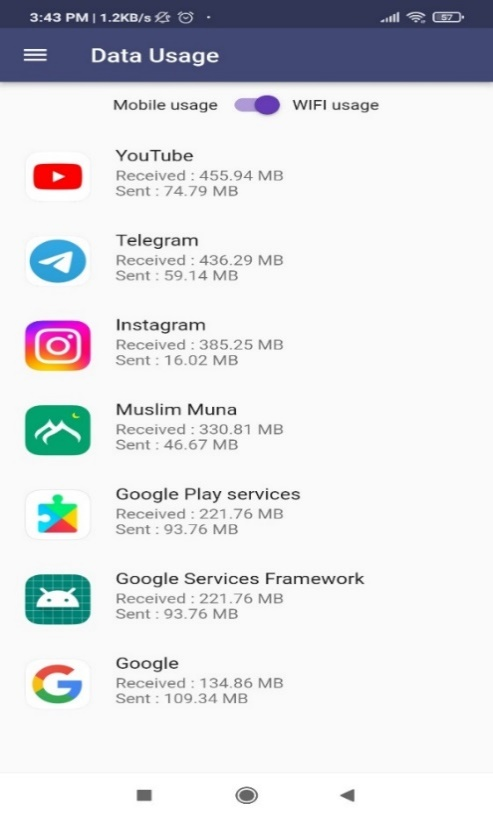 3:43 PM | 1.2KB/s 57
Data Usage
Mobile usage WIFI usage
YouTube
Received : 455.94 MB
Sent : 74.79 MB
Telegram
Received : 436.29 MB
Sent : 59.14 MB
Instagram
Received : 385.25 MB
Sent : 16.02 MB
Muslim Muna
Received : 330.81 MB
Sent : 46.67 MB
Google Play services
Received : 221.76 MB
Sent : 93.76 MB
Google Services Framework
Received : 221.76 MB
Sent : 93.76 MB
Google
Received : 134.86 MB
Sent : 109.34 MB